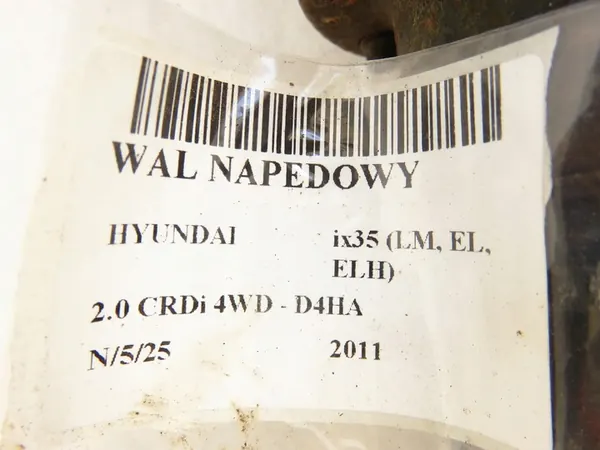 WAL NAPEDOWY
HYUNDAI ix35 (LM, EL,
ELH)
2.0 CRDi 4WD - D4HA
N/5/25 2011